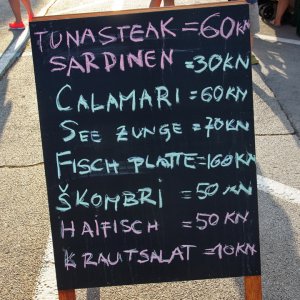 TUNASTEAK = 60KN
SARDINEN = 30KN
CALAMARI = 60KN
SEE ZUNGE = 70KN
FISCH PLATTE = 160KN
ŠKOMBRI = 50KN
HAIFISCH = 50KN.
KRAUTSALAT = 10KN